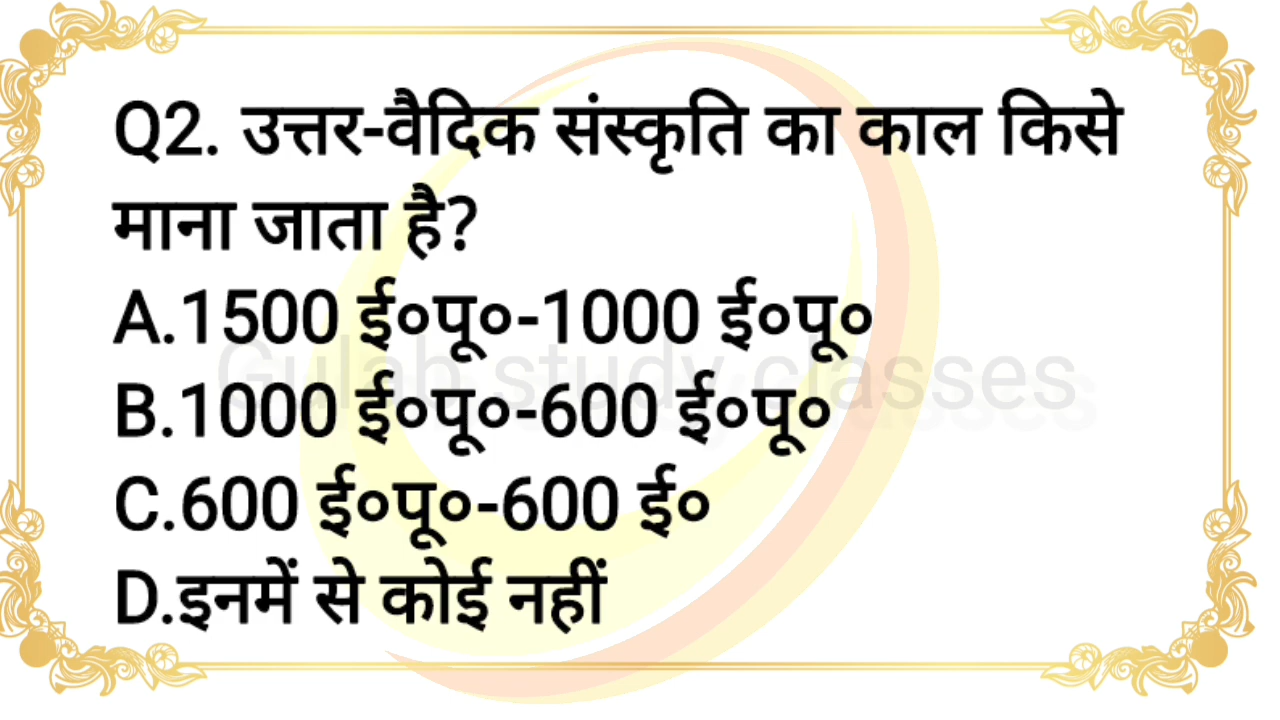 Q2. उत्तर-वैदिक संस्कृति का काल किसे
माना जाता है?
A.1500 ई०पू०-1000 ई०पू०
B.1000 ई०पू०-600 ई०पू०
C.600 ई०पू०-600 ई०
D.इनमें से कोई नहीं
Gulab study classes